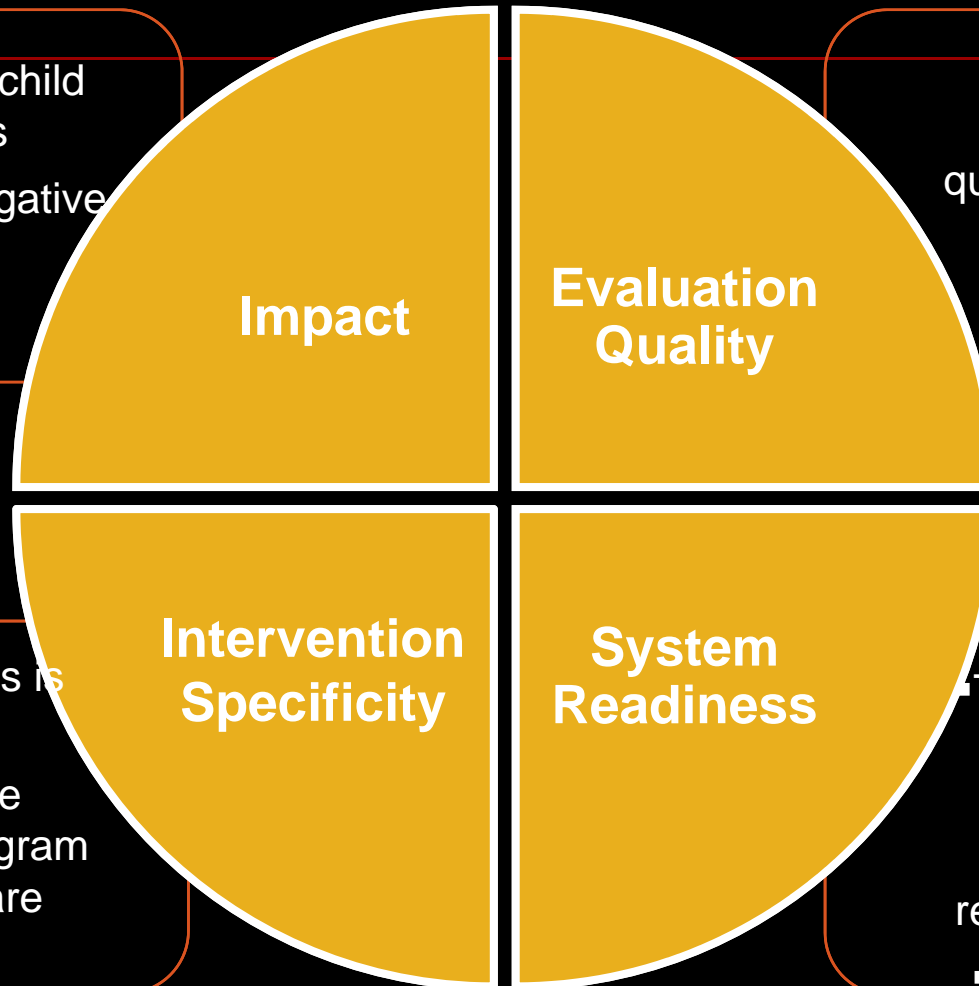 child
s
gative
Impact
Evaluation
Quality
qu
Intervention
Specificity
s is
e
gram
are
System
Readiness
re